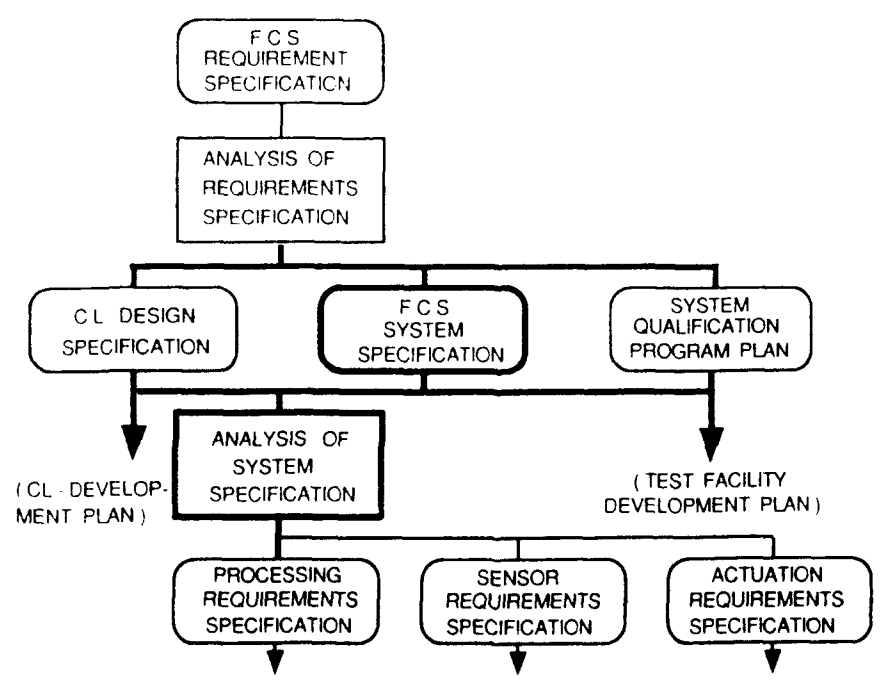 F C S
REQUIREMENT
SPECIFICATION
ANALYSIS OF
REQUIREMENTS
SPECIFICATION
C L DESIGN
SPECIFICATION
F C S
SYSTEM
SPECIFICATION
SYSTEM
QUALIFICATION
PROGRAM PLAN
ANALYSIS OF
SYSTEM
SPECIFICATION
( CL - DEVELOP-
MENT PLAN )
( TEST FACILITY
DEVELOPMENT PLAN )
PROCESSING
REQUIREMENTS
SPECIFICATION
SENSOR
REQUIREMENTS
SPECIFICATION
ACTUATION
REQUIREMENTS
SPECIFICATION